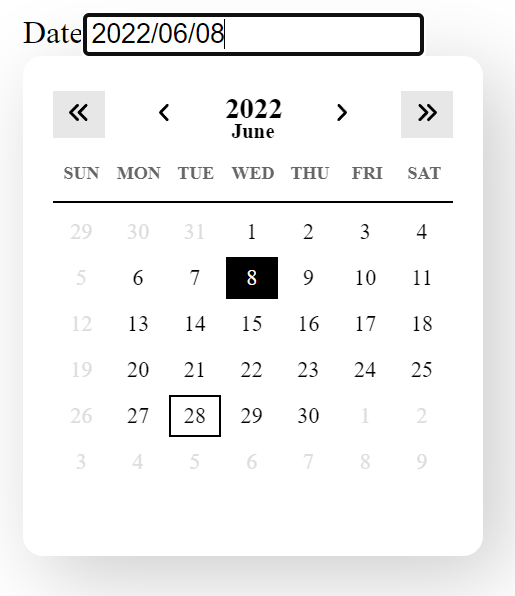 Date 2022/06/08
2022
June
SUN MON TUE WED THU FRI SAT
29 30 31 1 2 3 4
5 6 7 8 9 10 11
12 13 14 15 16 17 18
19 20 21 22 23 24 25
26 27 28 29 30 1 2
3 4 5 6 7 8 9